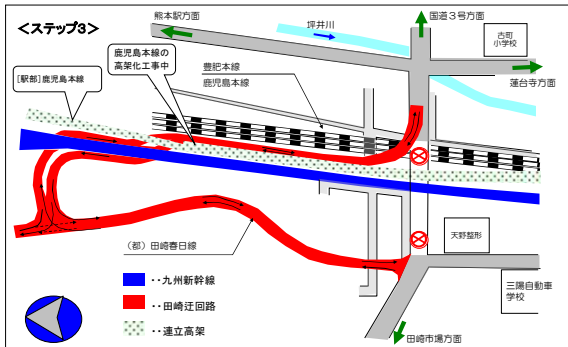 ＜ステップ3＞
熊本駅方面
坪井川
国道３号方面
古町
小学校
蓮台寺方面
鹿児島本線の
高架化工事中
豊肥本線
鹿児島本線
[駅部]鹿児島本線
（都）田崎春日線
天野整形
三陽自動車
学校
田崎市場方面
・・九州新幹線
・・田崎迂回路
・・連立高架